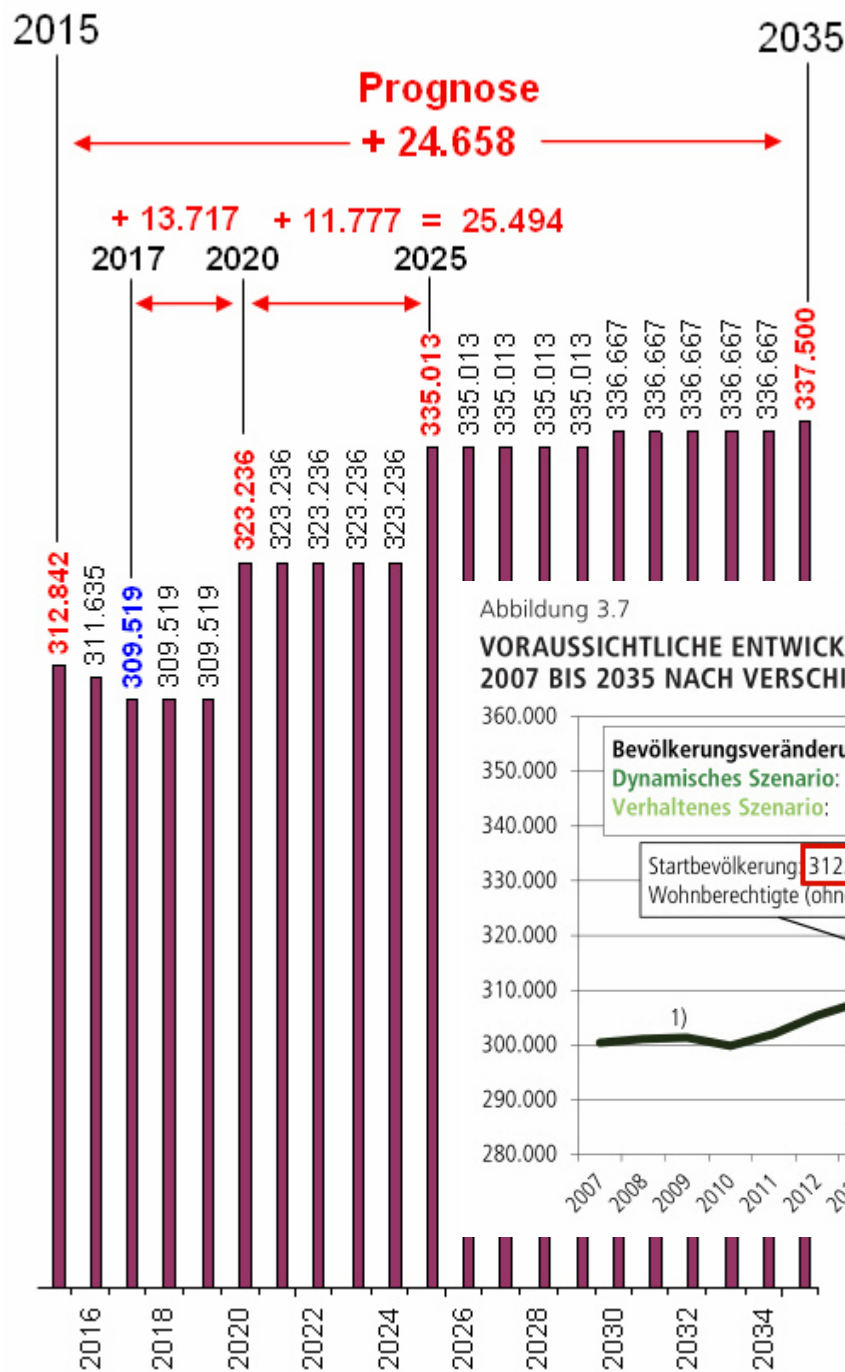 2015
2035
Prognose
+ 24.658
+ 13.717 + 11.777 = 25.494
2017 2020 2025
312.842
311.635
309.519
309.519
309.519
323.236
323.236
323.236
323.236
323.236
335.013
335.013
335.013
335.013
335.013
336.667
336.667
336.667
336.667
336.667
337.500
Abbildung 3.7
VORAUSSICHTLICHE ENTWICK
2007 BIS 2035 NACH VERSCHI
360.000
350.000
340.000
330.000
320.000
310.000
300.000
290.000
280.000
Bevölkerungsveränderu
Dynamisches Szenario:
Verhaltenes Szenario:
Startbevölkerung: 312.
Wohnberechtigte (ohn
1)
2007 2008 2009 2010 2011 2012 201
2016 2018 2020 2022 2024 2026 2028 2030 2032 2034